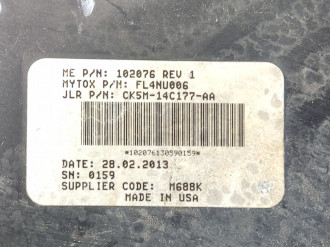 ME P/N: 102076 REV 1
MYTOX P/N: FL4NU006
JLR P/N: CK5M-14C177-AA
*102076130590159*
DATE: 28.02.2013
SN: 0159
SUPPLIER CODE: M688K
MADE IN USA